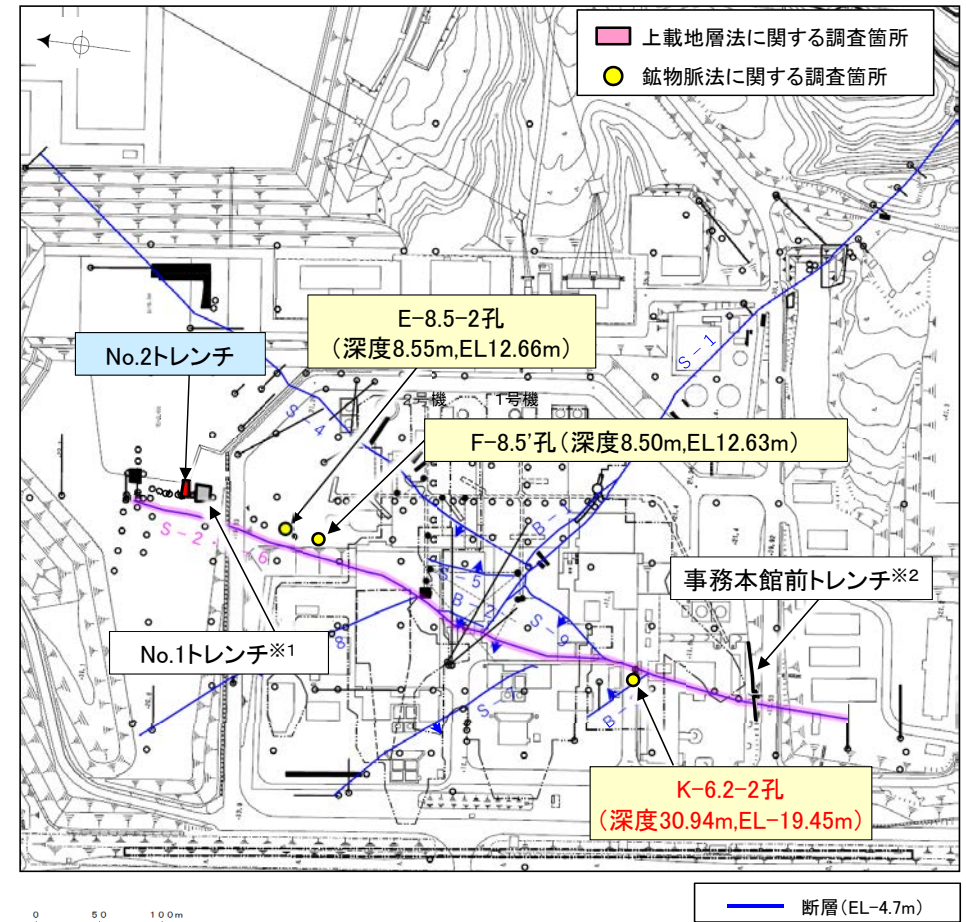 上載地層法に関する調査箇所
鉱物脈法に関する調査箇所
E-8.5-2孔
(深度8.55m,EL12.66m)
No.2トレンチ
S-1
S-4
2号機
1号機
F-8.5'孔(深度8.50m,EL12.63m)
B-1
S-2・S-6
S-5
B-2
S-9
事務本館前トレンチ※2
No.1トレンチ※1
8
S-7
K-6.2-2孔
(深度30.94m,EL-19.45m)
0 50 100m
断層(EL-4.7m)